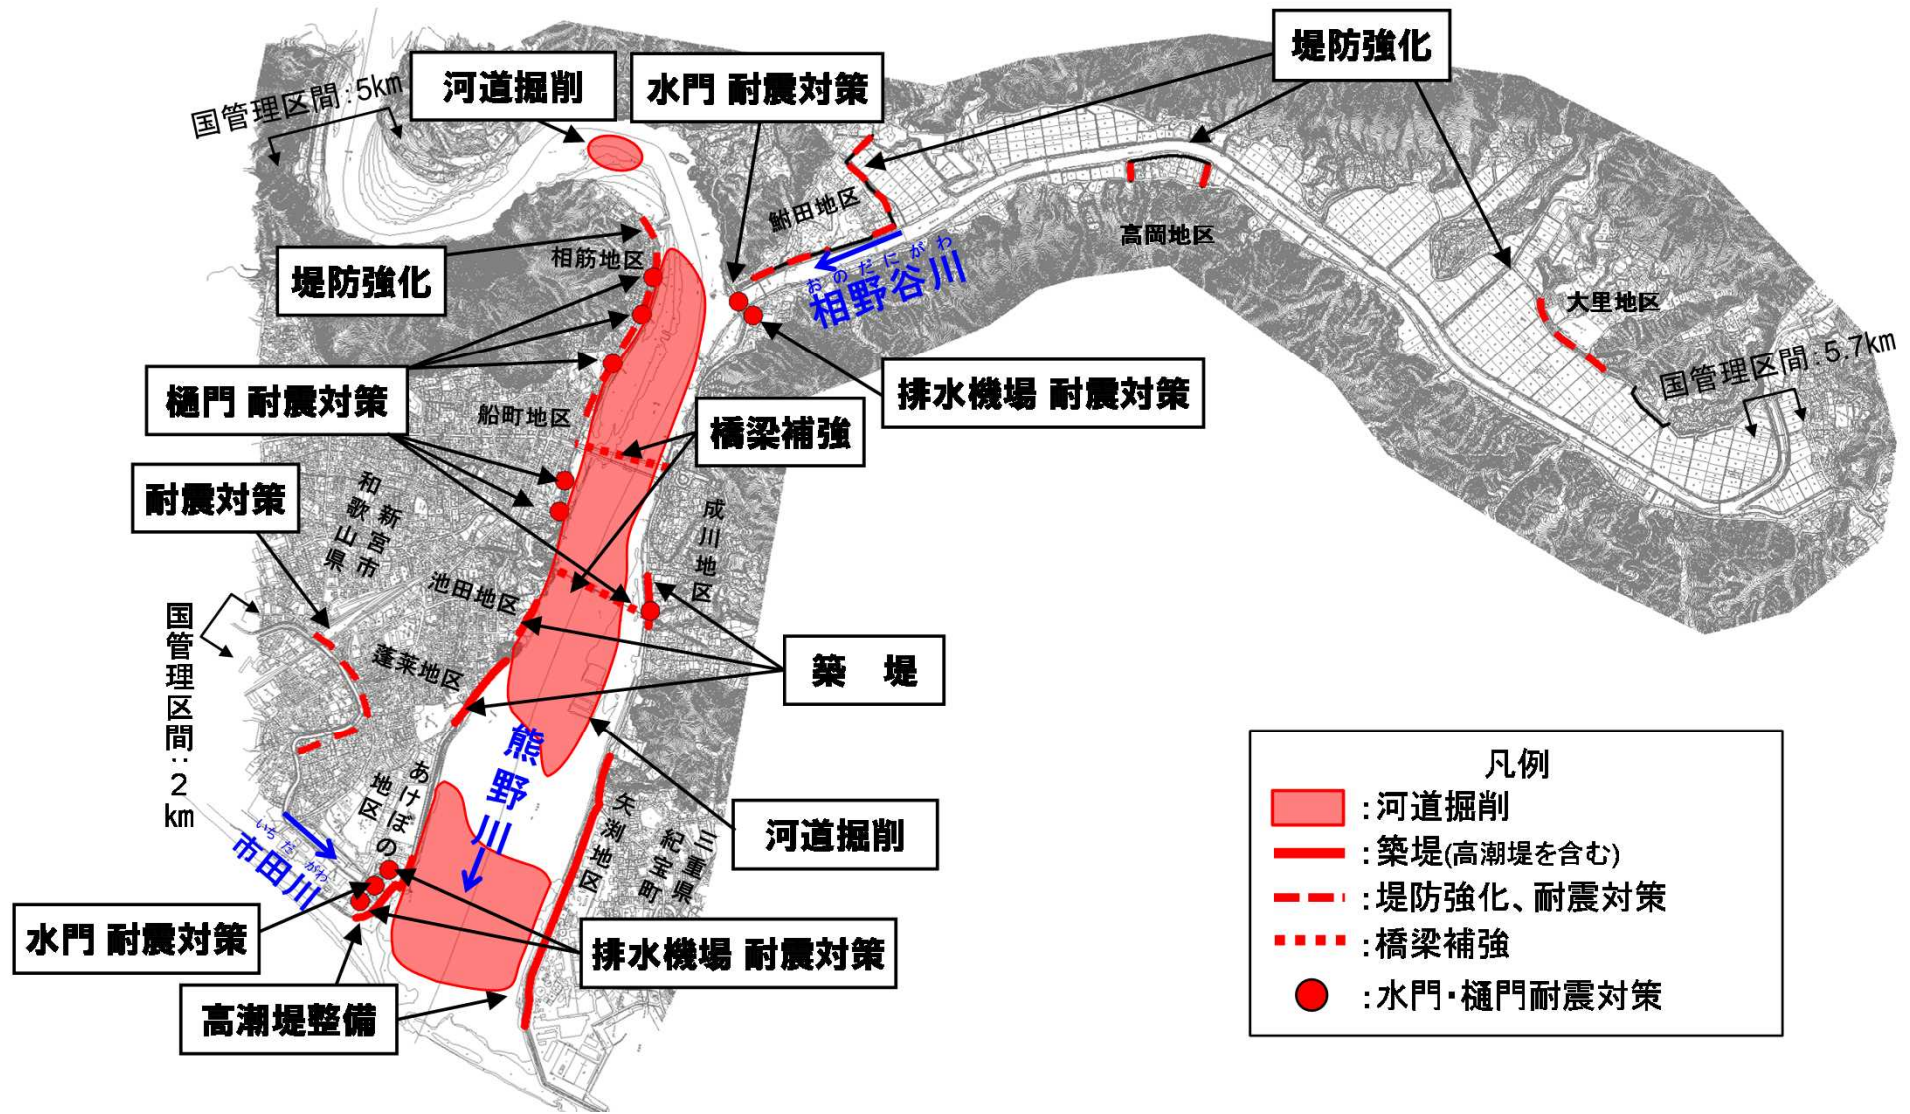 堤防強化
河道掘削
水門 耐震対策
国管理区間:5km
鮒田地区
高岡地区
相筋地区
堤防強化
おのだにがわ
相野谷川
大里地区
国管理区間:5.7km
樋門 耐震対策
船町地区
橋梁補強
排水機場 耐震対策
耐震対策
和歌山県
新宮市
成川地区
池田地区
国管理区間:2km
蓬莱地区
築 堤
熊野川
あけぼの
地区
矢渕地区
紀宝町
三重県
河道掘削
いちだがわ
市田川
水門 耐震対策
排水機場 耐震対策
高潮堤整備
凡例
:河道掘削
:築堤(高潮堤を含む)
:堤防強化、耐震対策
:橋梁補強
:水門・樋門耐震対策